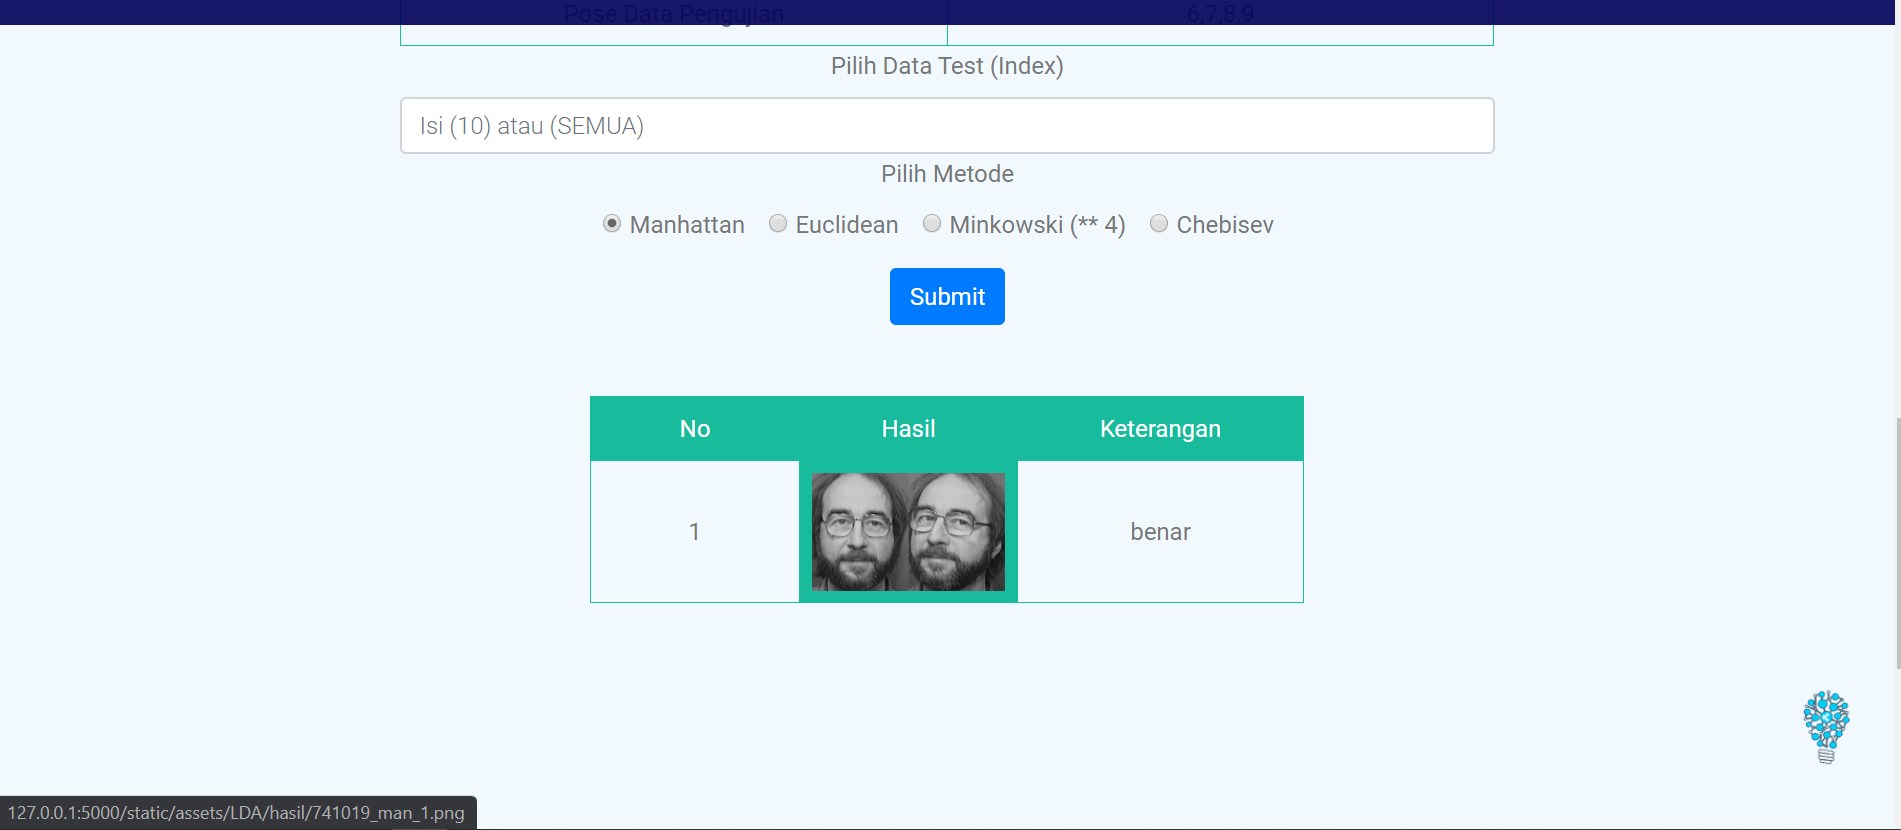 Pose Data Pengujian 6,7,8,9
Pilih Data Test (Index)
Isi (10) atau (SEMUA)
Pilih Metode
Manhattan Euclidean Minkowski (** 4) Chebisev
Submit
No Hasil Keterangan
1 benar
127.0.0.1:5000/static/assets/LDA/hasil/741019_man_1.png